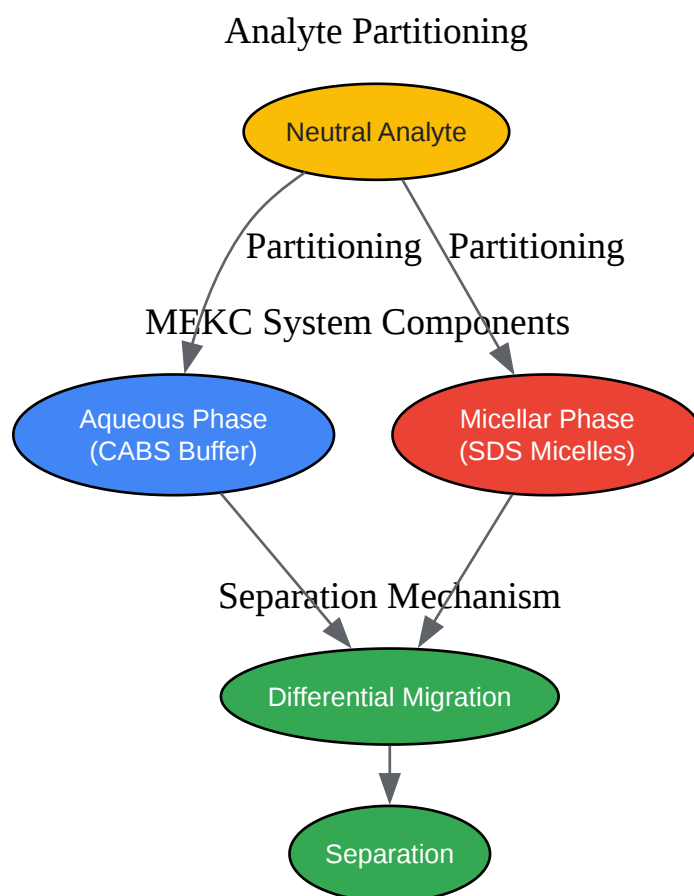 Analyte Partitioning
Neutral Analyte
Partitioning
Partitioning
MEKC System Components
Aqueous Phase
(CABS Buffer)
Micellar Phase
(SDS Micelles)
Separation Mechanism
Differential Migration
Separation